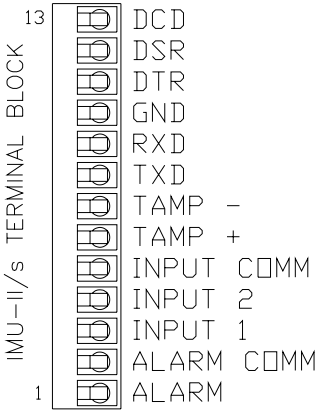 13 DCD
DSR
DTR
GND
RXD
TXD
TAMP -
TAMP +
INPUT COMM
INPUT 2
INPUT 1
ALARM COMM
1 ALARM
IMU-II/s TERMINAL BLOCK